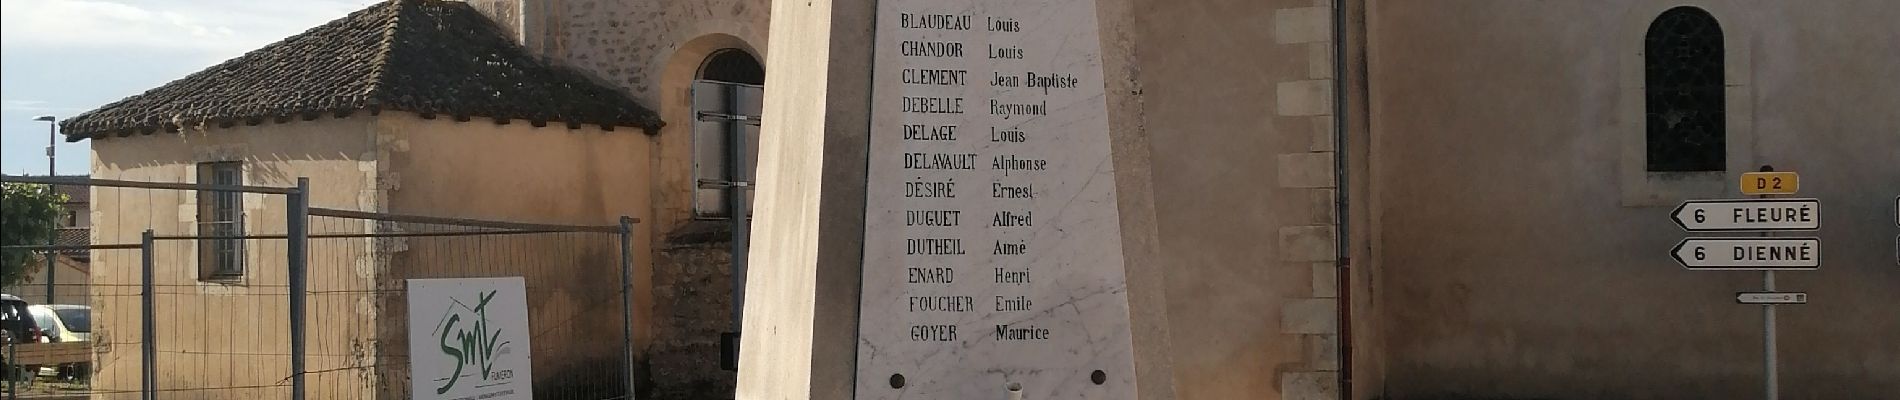 BLAUDEAU Louis
CHANDOR Louis
CLEMENT Jean Baptiste
DEBELLE Raymond
DELAGE Louis
DELAVAULT Alphonse
DÉSIRÉ Ernest
DUGUET Alfred
DUTHEIL Aimé
ENARD Henri
FOUCHER Emile
GOYER Maurice
smt
D 2
6 FLEURÉ
6 DIENNÉ